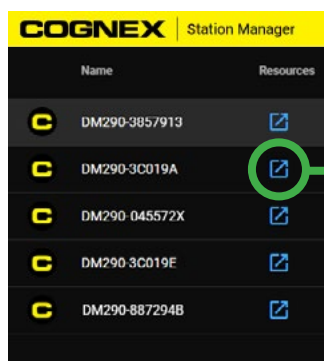 COGNEX Station Manager
Name Resources
DM290-3857913
DM290-3C019A
DM290-045572X
DM290-3C019E
DM290-887294B